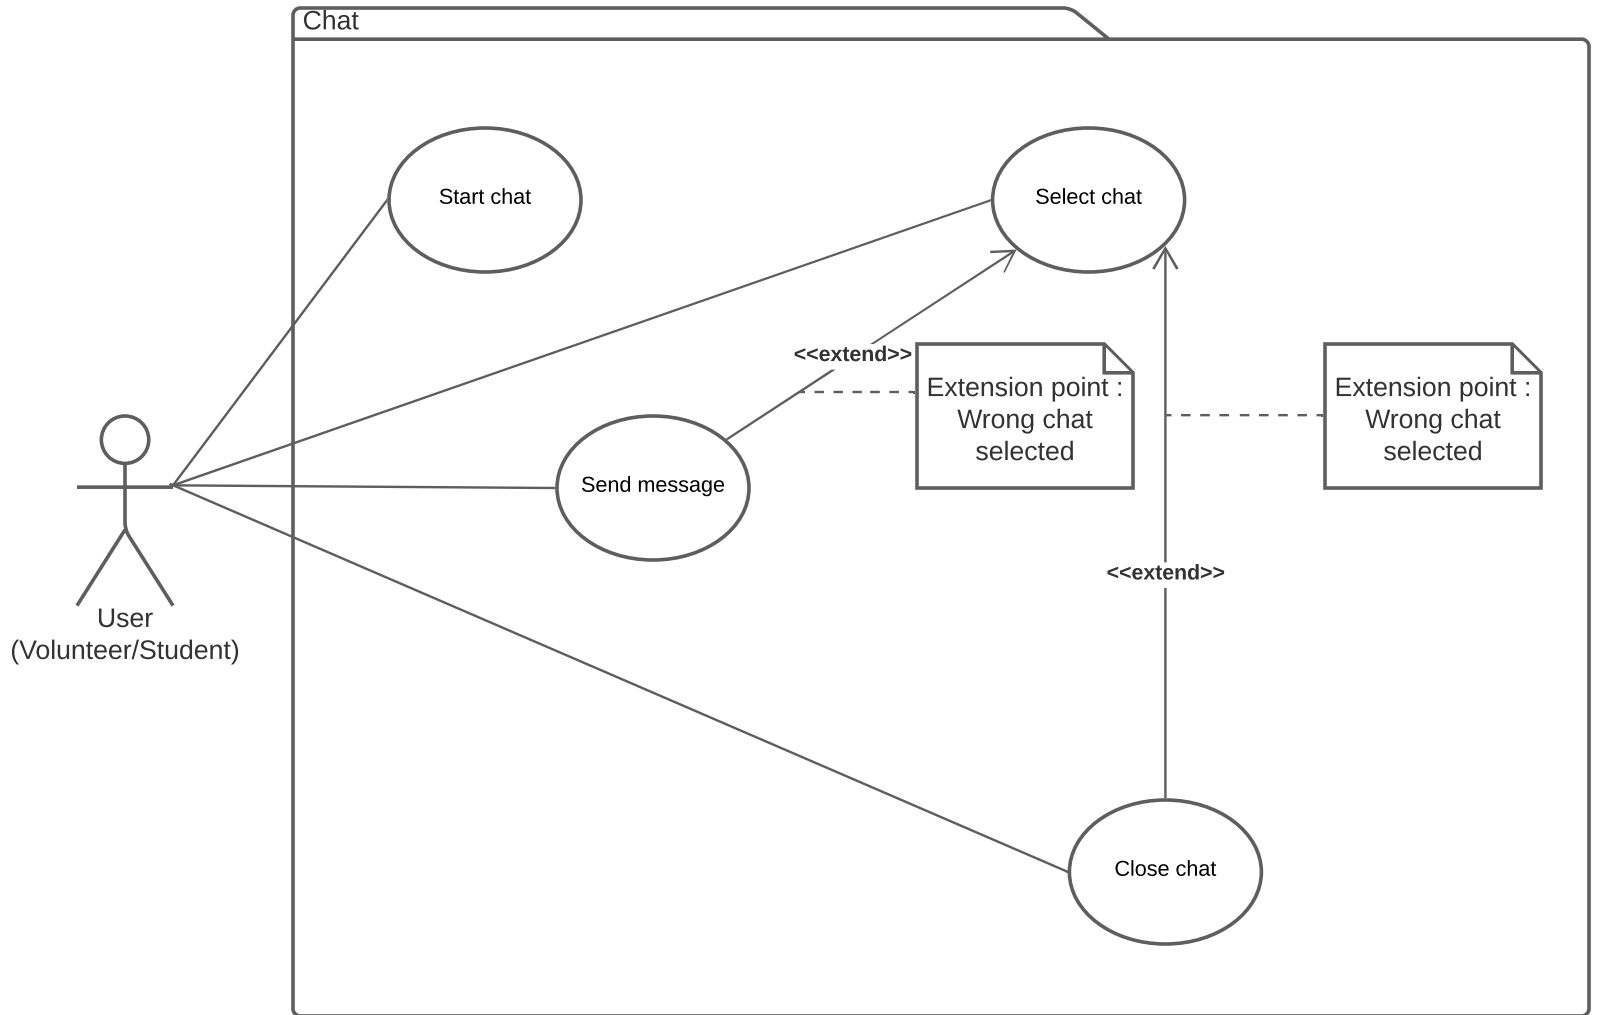 Chat
Start chat
Select chat
<<extend>>
Extension point :
Wrong chat
selected
Extension point :
Wrong chat
selected
Send message
<<extend>>
User
(Volunteer/Student)
Close chat